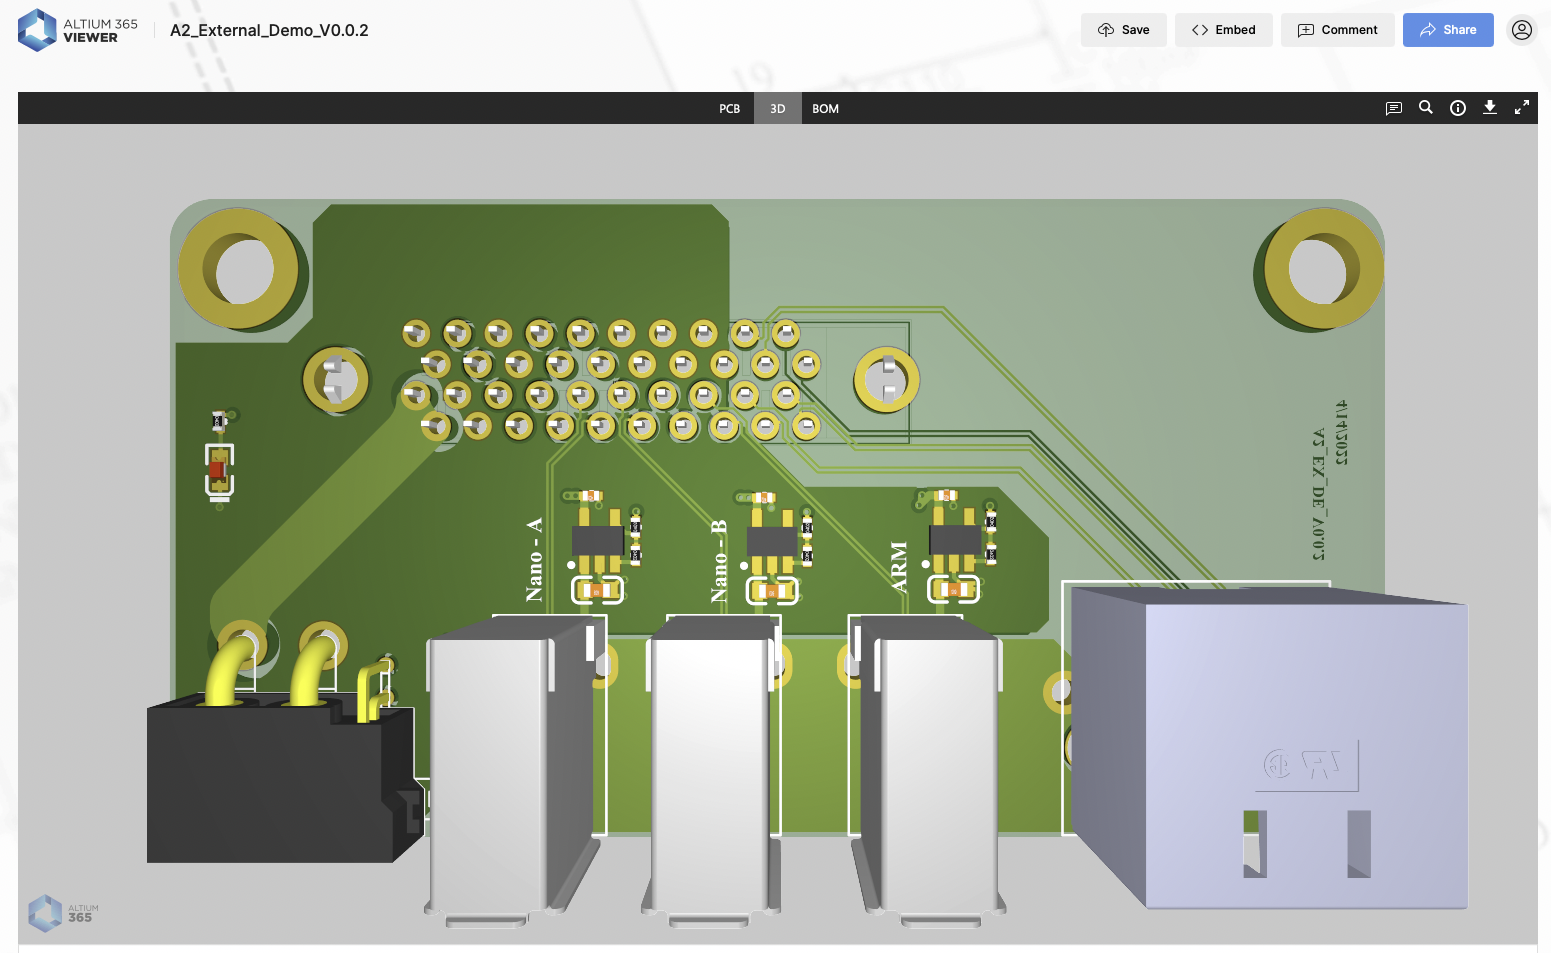 ALTIUM 365
VIEWER
A2_External_Demo_V0.0.2
Save
Embed
Comment
Share
PCB
3D
BOM
4/14/2022
A2_EX_DE_V0.0.2
Nano - A
Nano - B
ARM
ALTIUM
365